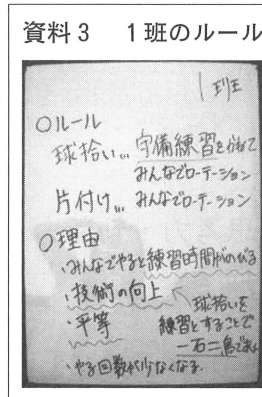 資料3 1班のルール
1班
○ルール
球拾い… 守備練習を兼ねて
みんなでローテーション
片付け… みんなでローテーション
○理由
・みんなでやると練習時間がのびる
・技術の向上 ← 球拾いを
・平等 練習とすることで
一石二鳥である
・やる回数が少なくなる。